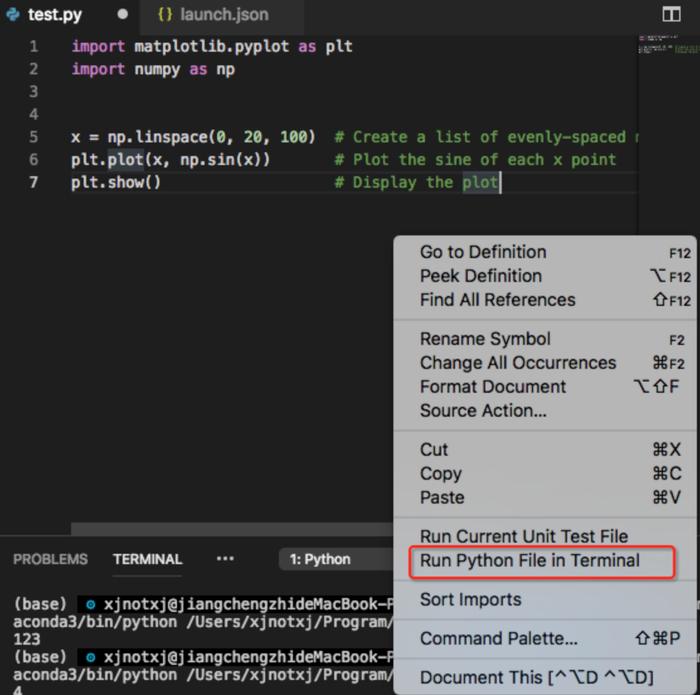 test.py
{} launch.json
1 import matplotlib.pyplot as plt
2 import numpy as np
3
4
5 x = np.linspace(0, 20, 100)  # Create a list of evenly-spaced
6 plt.plot(x, np.sin(x))       # Plot the sine of each x point
7 plt.show()                   # Display the plot
Go to Definition F12
Peek Definition ⌥F12
Find All References ⇧F12
Rename Symbol F2
Change All Occurrences ⌘F2
Format Document ⌥⇧F
Source Action...
Cut ⌘X
Copy ⌘C
Paste ⌘V
Run Current Unit Test File
Run Python File in Terminal
Sort Imports
Command Palette... ⇧⌘P
Document This [^⌥D ^⌥D]
PROBLEMS TERMINAL ••• 1: Python
(base) xjnotxj@jiangchengzhideMacBook-P
aconda3/bin/python /Users/xjnotxj/Program/
123
(base) xjnotxj@jiangchengzhideMacBook-P
aconda3/bin/python /Users/xjnotxj/Program/
4